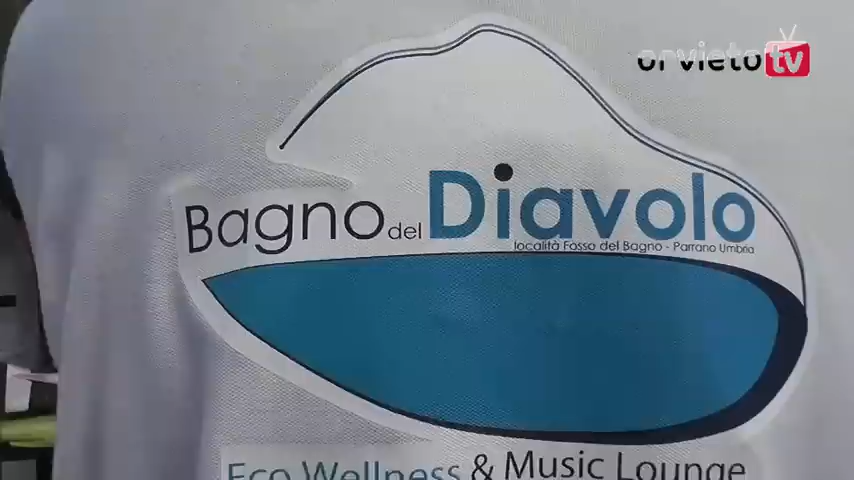 orvieto tv
Bagno del Diavolo
località Fosso del Bagno - Parrano Umbria
Eco Wellness & Music Lounge